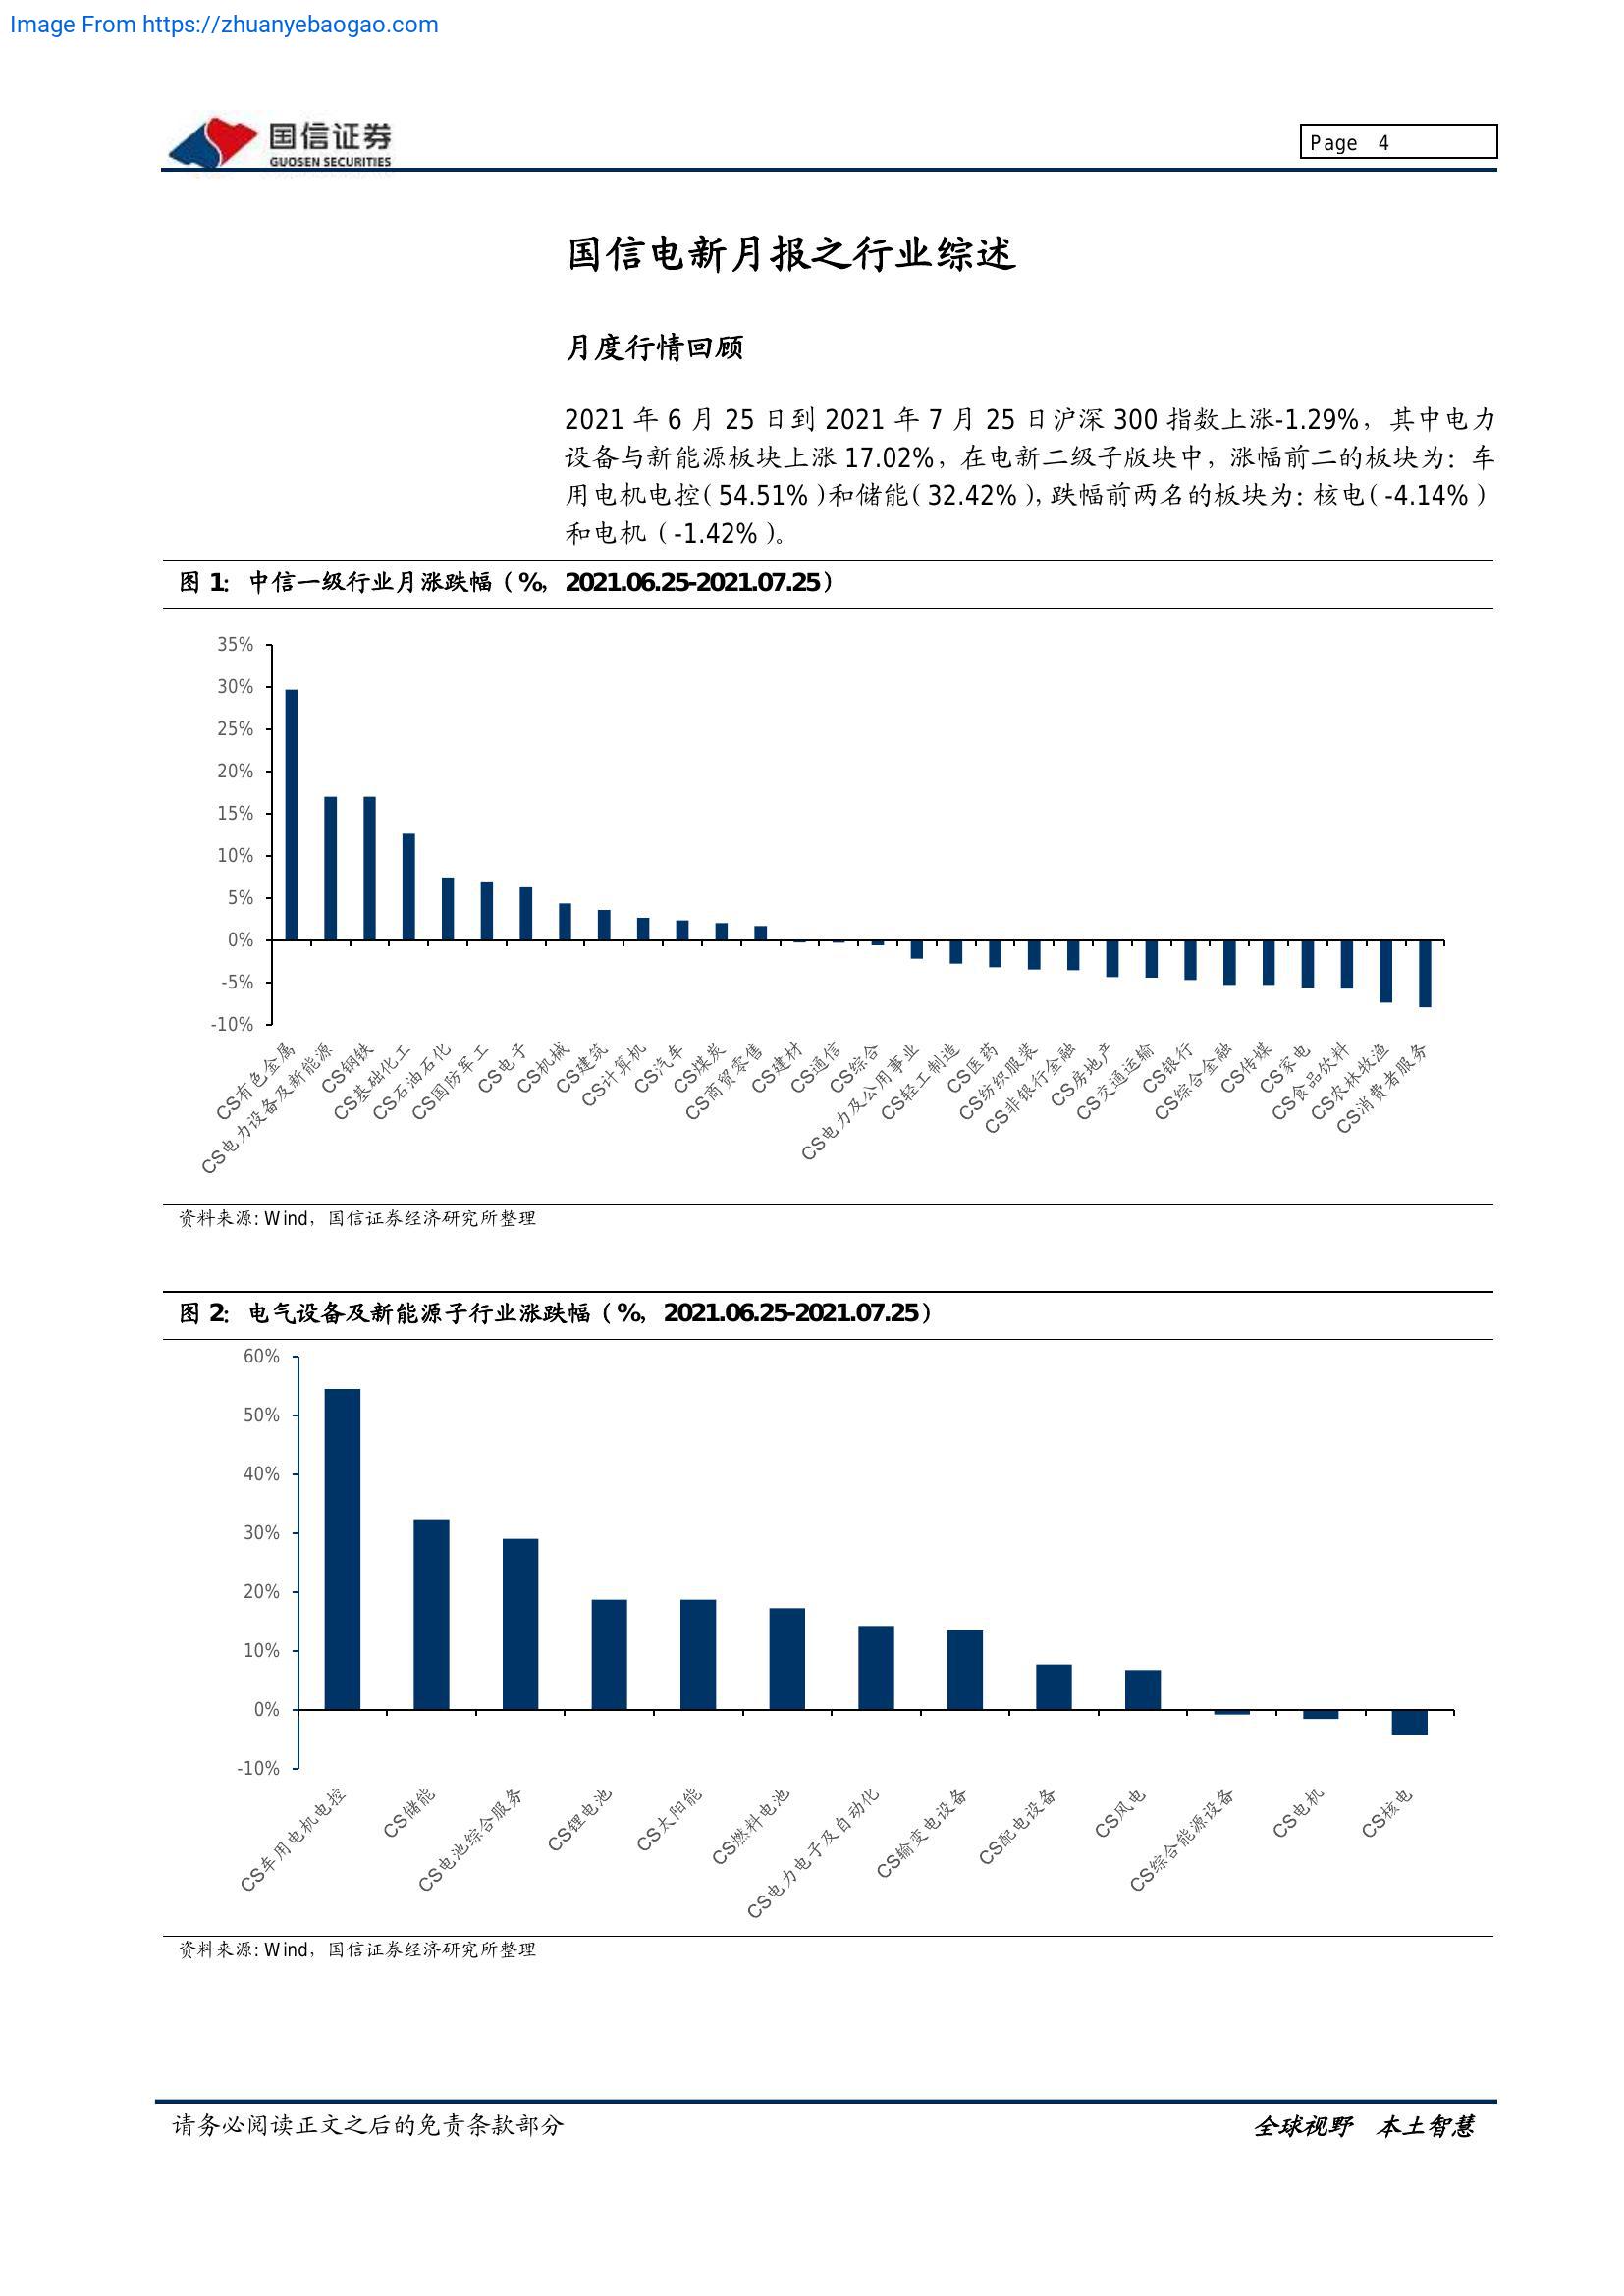 Image From https://zhuanyebaogao.com
国信证券
GUOSEN SECURITIES
Page 4
国信电新月报之行业综述
月度行情回顾
2021 年 6 月 25 日到 2021 年 7 月 25 日沪深 300 指数上涨-1.29%，其中电力
设备与新能源板块上涨 17.02%，在电新二级子版块中，涨幅前二的板块为：车
用电机电控（54.51%）和储能（32.42%），跌幅前两名的板块为：核电（-4.14%）
和电机（-1.42%）。
图 1：中信一级行业月涨跌幅（%，2021.06.25-2021.07.25）
35%
30%
25%
20%
15%
10%
5%
0%
-5%
-10%
CS有色金属
CS电力设备及新能源
CS钢铁
CS基础化工
CS石油石化
CS国防军工
CS电子
CS机械
CS建筑
CS计算机
CS汽车
CS煤炭
CS商贸零售
CS建材
CS通信
CS综合
CS电力及公用事业
CS轻工制造
CS医药
CS纺织服装
CS非银行金融
CS房地产
CS交通运输
CS银行
CS综合金融
CS传媒
CS家电
CS食品饮料
CS农林牧渔
CS消费者服务
资料来源: Wind，国信证券经济研究所整理
图 2：电气设备及新能源子行业涨跌幅（%，2021.06.25-2021.07.25）
60%
50%
40%
30%
20%
10%
0%
-10%
CS车用电机电控
CS储能
CS电池综合服务
CS锂电池
CS太阳能
CS燃料电池
CS电力电子及自动化
CS输变电设备
CS配电设备
CS风电
CS综合能源设备
CS电机
CS核电
资料来源: Wind，国信证券经济研究所整理
请务必阅读正文之后的免责条款部分
全球视野 本土智慧